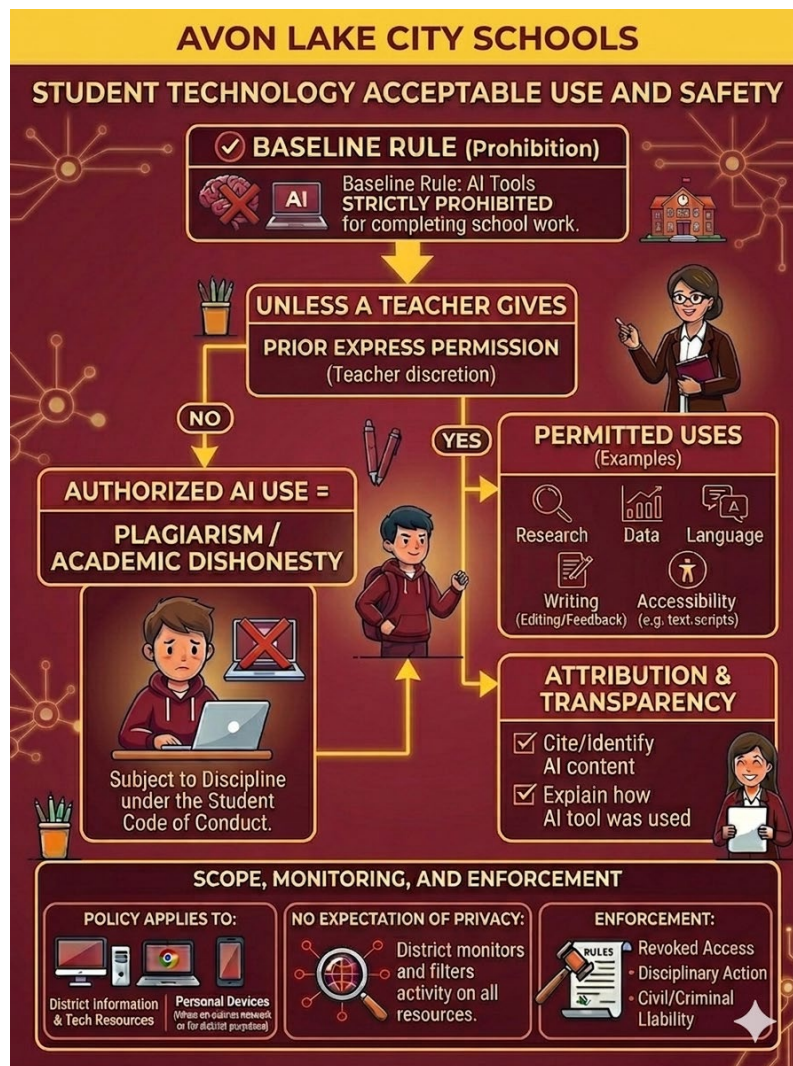 AVON LAKE CITY SCHOOLS
STUDENT TECHNOLOGY ACCEPTABLE USE AND SAFETY
BASELINE RULE (Prohibition)
AI
Baseline Rule: AI Tools
STRICTLY PROHIBITED
for completing school work.
UNLESS A TEACHER GIVES
PRIOR EXPRESS PERMISSION
(Teacher discretion)
NO
YES
AUTHORIZED AI USE =
PLAGIARISM /
ACADEMIC DISHONESTY
Subject to Discipline
under the Student
Code of Conduct.
PERMITTED USES
(Examples)
A
Research
Data
Language
Writing
(Editing/Feedback)
Accessibility
(e.g. text.scripts)
ATTRIBUTION &
TRANSPARENCY
Cite/Identify
AI content
Explain how
AI tool was used
SCOPE, MONITORING, AND ENFORCEMENT
POLICY APPLIES TO:
District information
& Tech Resources
Personal Devices
or for
NO EXPECTATION OF PRIVACY:
District monitors
and filters
activity on all
resources.
ENFORCEMENT:
RULES
Revoked Access
• Disciplinary Action
• Civil/Criminal
Llability